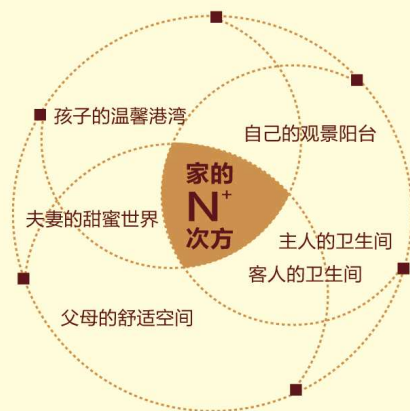 孩子的温馨港湾
自己的观景阳台
家的
N+
次方
夫妻的甜蜜世界
主人的卫生间
客人的卫生间
父母的舒适空间